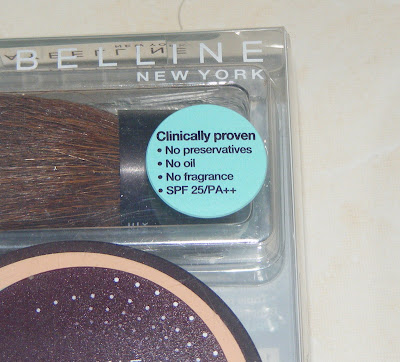 BELLINE
NEW YORK
Clinically proven
• No preservatives
• No oil
• No fragrance
• SPF 25/PA++